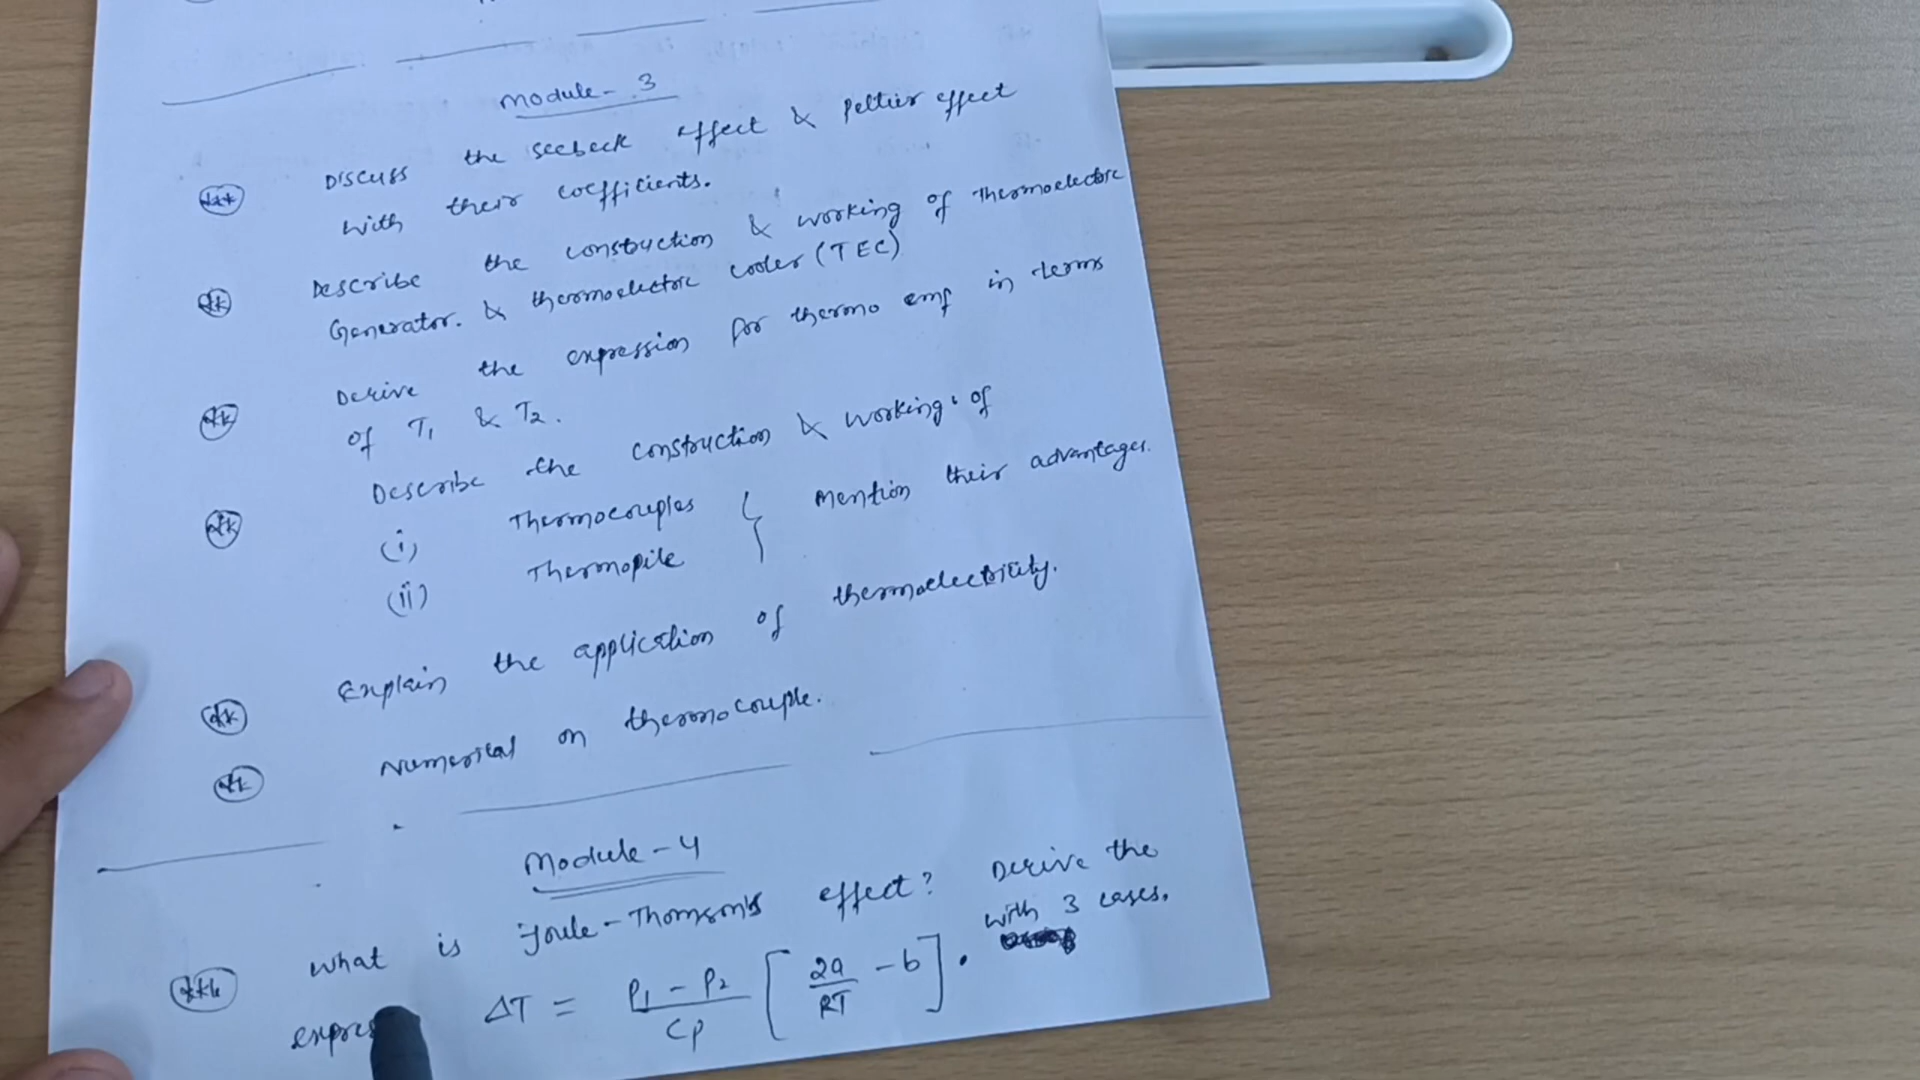 Module - 3
*** Discuss the seebeck effect & peltier effect
with their coefficients.
** Describe the construction & working of Thermoelectric
Generator. & thermoelectric cooler (TEC)
** Derive the expression for thermo emf in terms
of T1 & T2.
** Describe the construction & working of
(i) Thermocouples
(ii) Thermopile } Mention their advantages.
** Explain the application of thermoelectricity.
** Numerical on thermocouple.
Module - 4
*** What is Joule - Thomson's effect? Derive the
ΔT = P1 - P2 / Cp [ 2a / RT - b ]. with 3 cases.